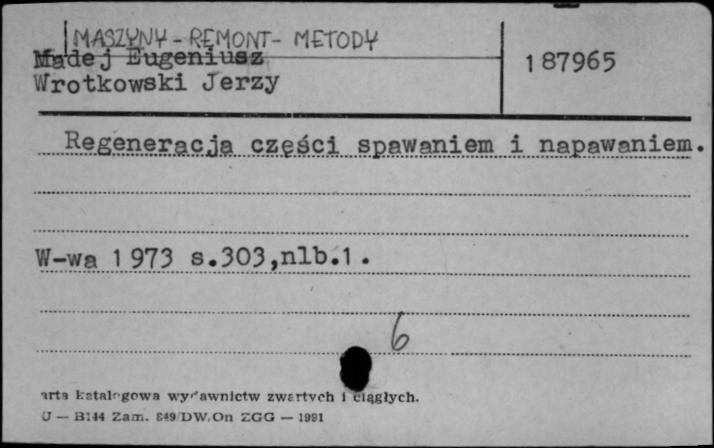 MASZYNY - REMONT - METODY
Madej Eugeniusz
187965
Wrotkowski Jerzy
Regeneracja części spawaniem i napawaniem.
W-wa 1973 s.303,nlb.1.
6
arta katalogowa wydawnictw zwartych i ciągłych.
U — B144 Zam. 849/DW.On ZGG — 1991